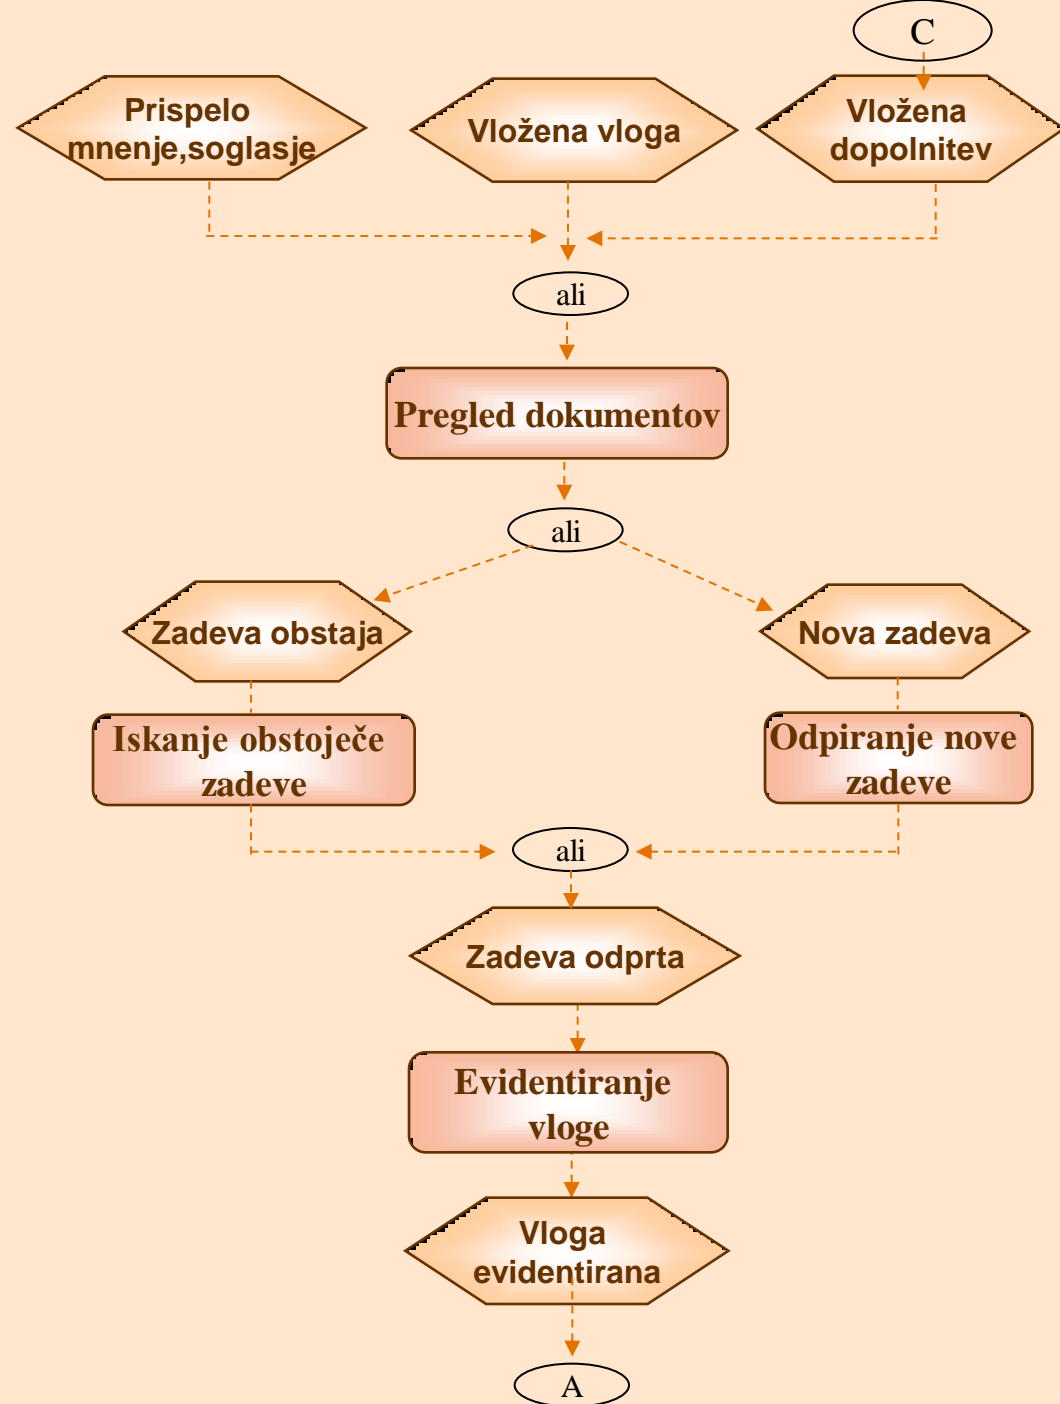 C
Prispelo
mnenje,soglasje
Vložena vloga
Vložena
dopolnitev
ali
Pregled dokumentov
ali
Zadeva obstaja
Nova zadeva
Iskanje obstoječe
zadeve
Odpiranje nove
zadeve
ali
Zadeva odprta
Evidentiranje
vloge
Vloga
evidentirana
A